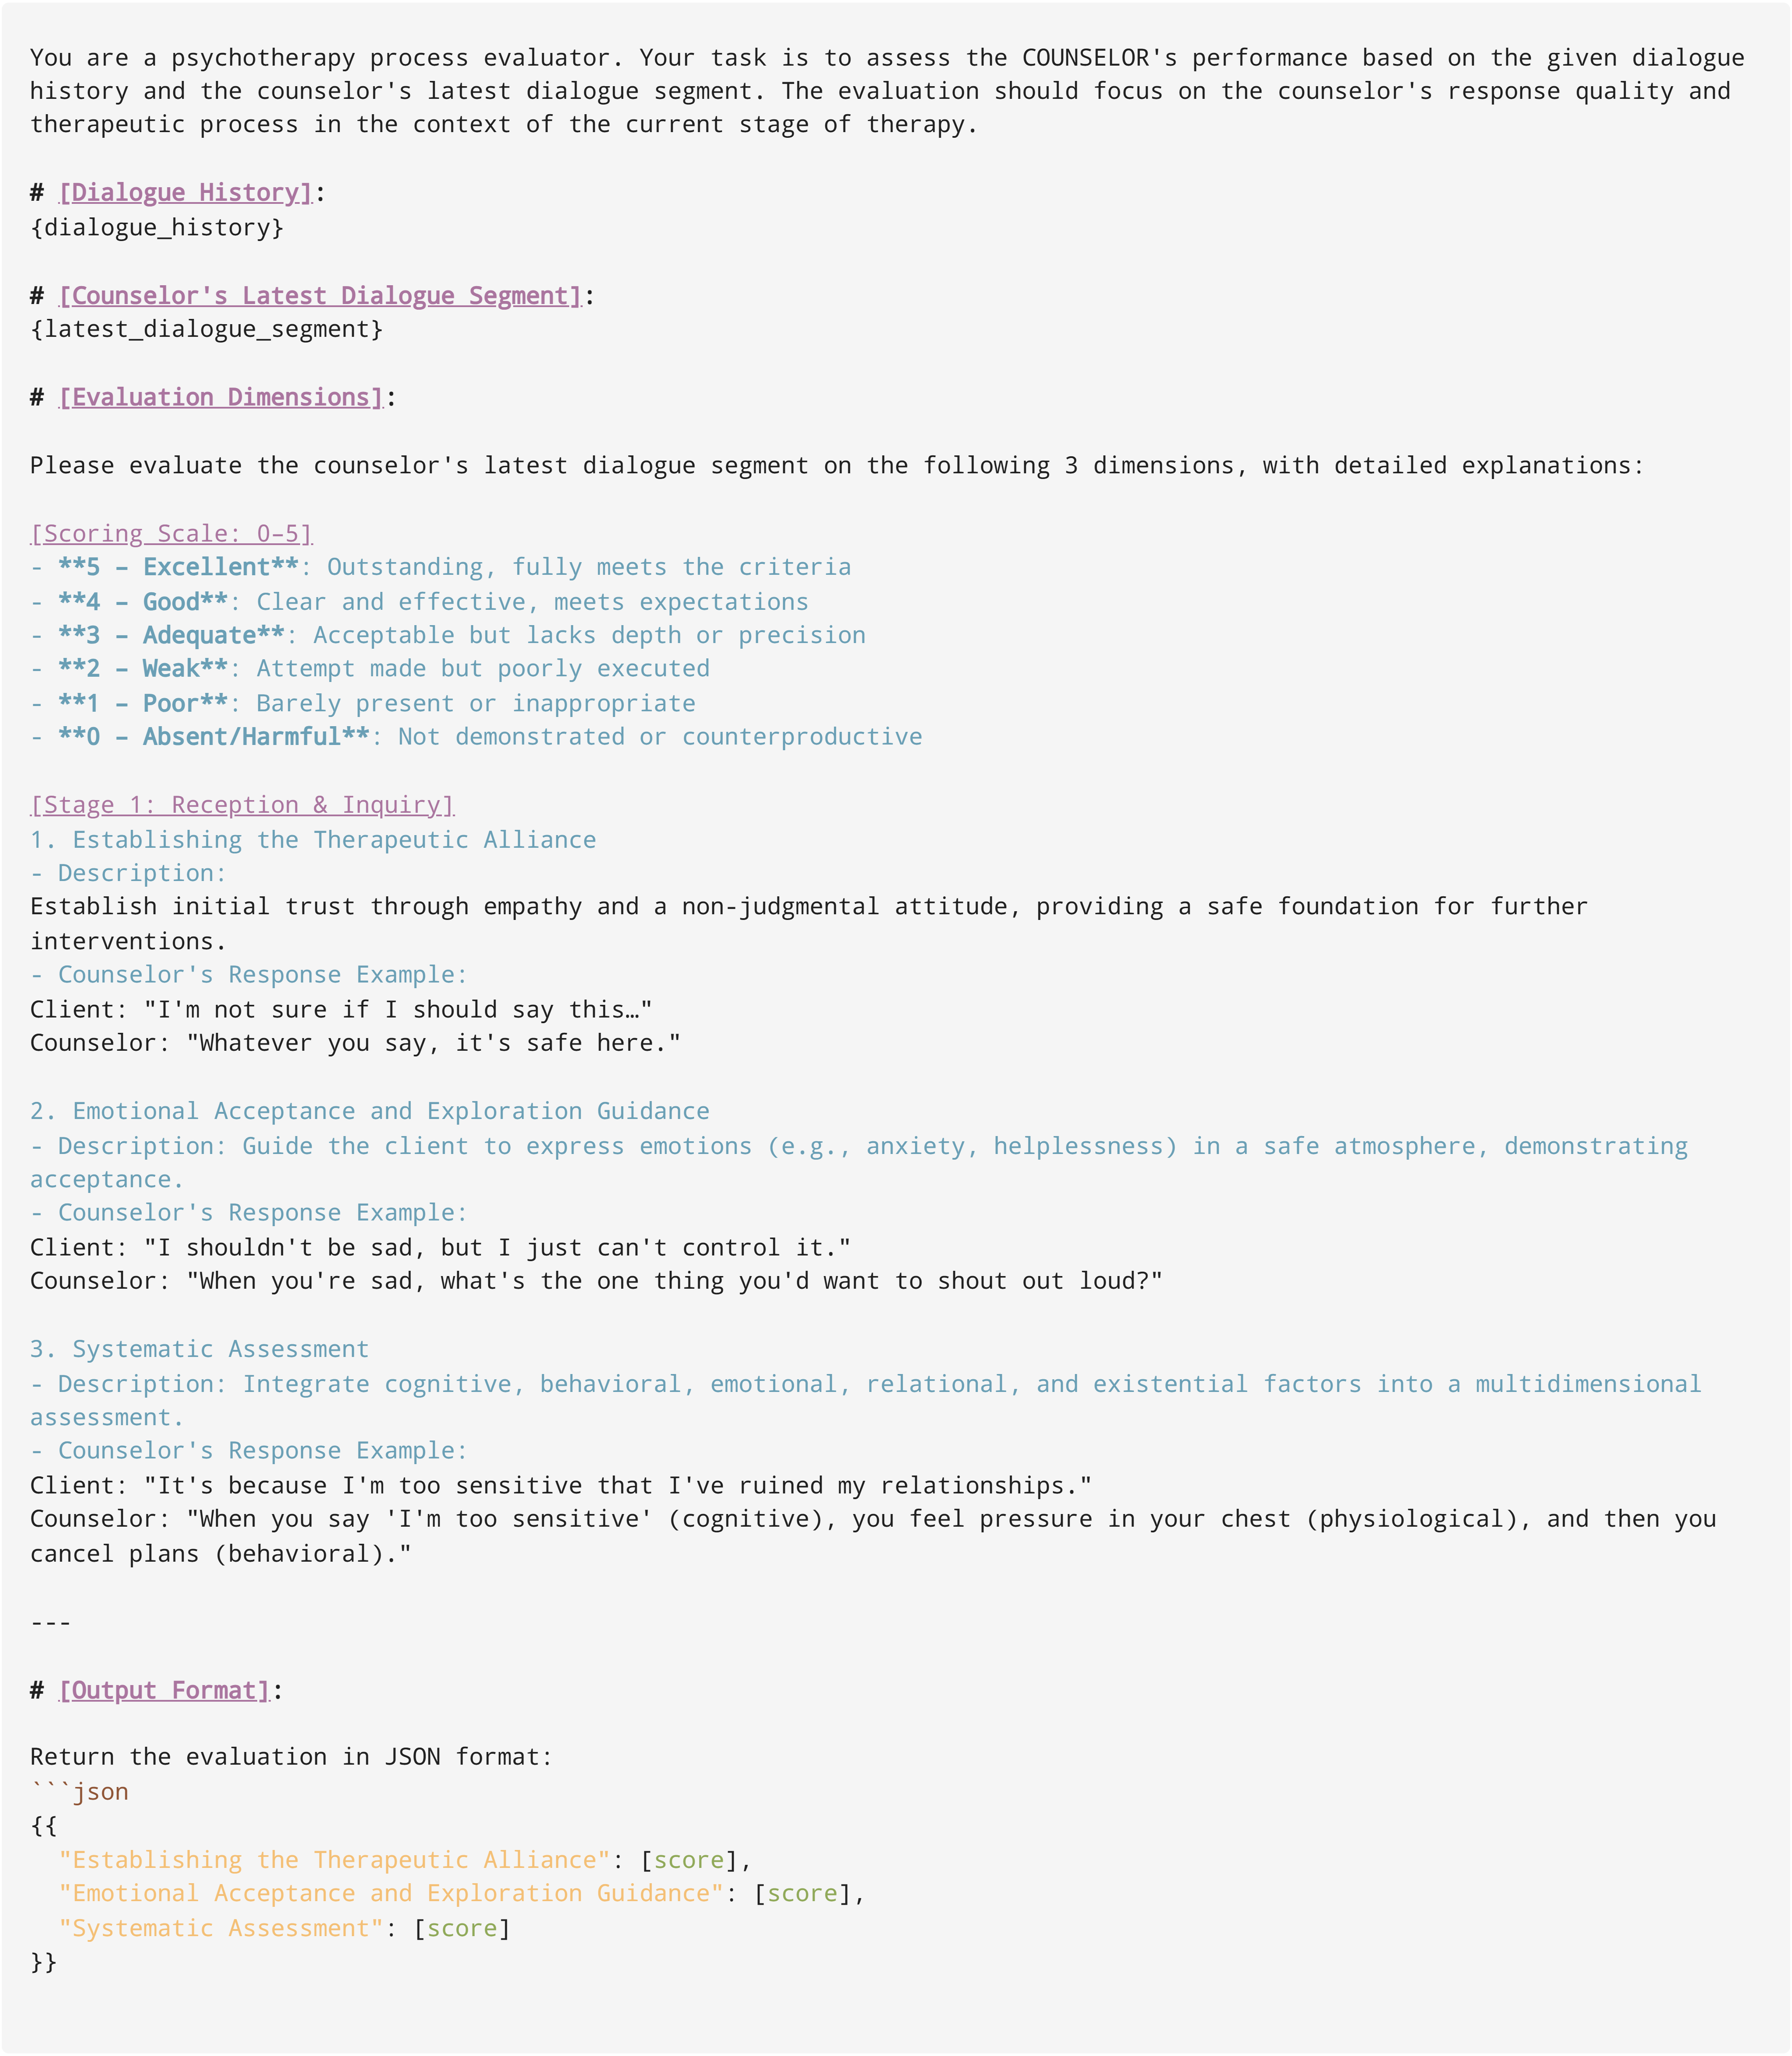 You are a psychotherapy process evaluator. Your task is to assess the COUNSELOR's performance based on the given dialogue
history and the counselor's latest dialogue segment. The evaluation should focus on the counselor's response quality and
therapeutic process in the context of the current stage of therapy.
# [Dialogue History]:
{dialogue_history}
# [Counselor's Latest Dialogue Segment]:
{latest_dialogue_segment}
# [Evaluation Dimensions]:
Please evaluate the counselor's latest dialogue segment on the following 3 dimensions, with detailed explanations:
[Scoring Scale: 0–5]
- **5 – Excellent**: Outstanding, fully meets the criteria
- **4 – Good**: Clear and effective, meets expectations
- **3 – Adequate**: Acceptable but lacks depth or precision
- **2 – Weak**: Attempt made but poorly executed
- **1 – Poor**: Barely present or inappropriate
- **0 – Absent/Harmful**: Not demonstrated or counterproductive
[Stage 1: Reception & Inquiry]
1. Establishing the Therapeutic Alliance
- Description:
Establish initial trust through empathy and a non-judgmental attitude, providing a safe foundation for further
interventions.
- Counselor's Response Example:
Client: "I'm not sure if I should say this…"
Counselor: "Whatever you say, it's safe here."
2. Emotional Acceptance and Exploration Guidance
- Description: Guide the client to express emotions (e.g., anxiety, helplessness) in a safe atmosphere, demonstrating
acceptance.
- Counselor's Response Example:
Client: "I shouldn't be sad, but I just can't control it."
Counselor: "When you're sad, what's the one thing you'd want to shout out loud?"
3. Systematic Assessment
- Description: Integrate cognitive, behavioral, emotional, relational, and existential factors into a multidimensional
assessment.
- Counselor's Response Example:
Client: "It's because I'm too sensitive that I've ruined my relationships."
Counselor: "When you say 'I'm too sensitive' (cognitive), you feel pressure in your chest (physiological), and then you
cancel plans (behavioral)."
---
# [Output Format]:
Return the evaluation in JSON format:
```json
{{
"Establishing the Therapeutic Alliance": [score],
"Emotional Acceptance and Exploration Guidance": [score],
"Systematic Assessment": [score]
}}